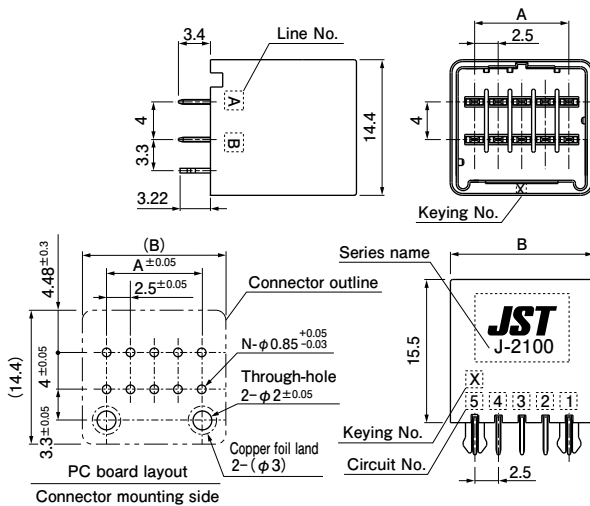 3.4
Line No.
A
2.5
A
B
4
3.3
3.22
14.4
4
X
Keying No.
(B)
A±0.05
2.5±0.05
Connector outline
4.48±0.3
(14.4)
4±0.05
3.3±0.05
N-φ0.85 +0.05 -0.03
Through-hole
2-φ2±0.05
Copper foil land
2-(φ3)
PC board layout
Connector mounting side
Series name
B
15.5
JST
J-2100
X
5 4 3 2 1
Keying No.
Circuit No.
2.5